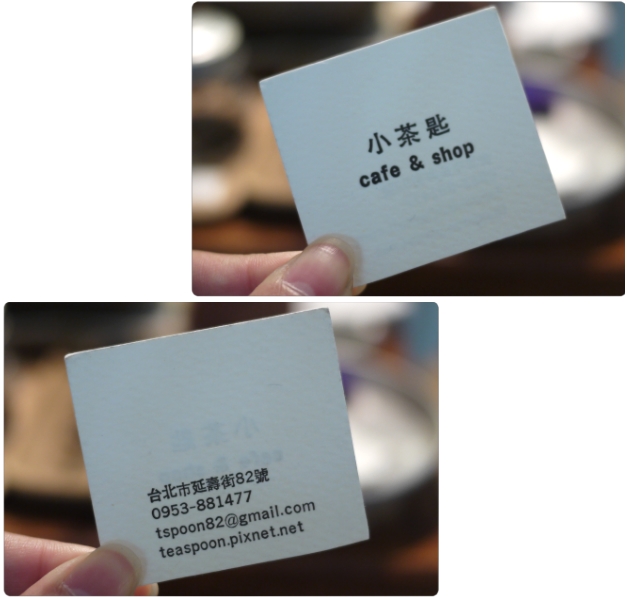 小茶匙
cafe & shop
台北市延壽街82號
0953-881477
tspoon82@gmail.com
teaspoon.pixnet.net